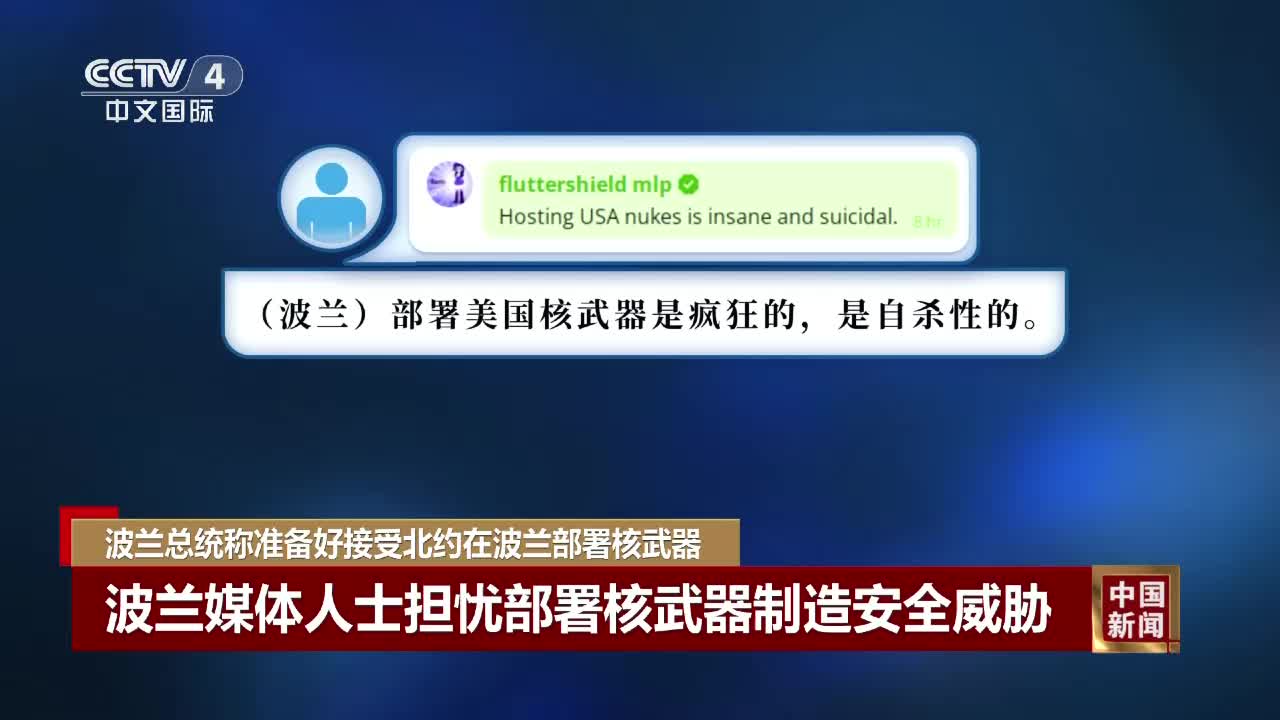 CCTV 4
中文国际
fluttershield mlp
Hosting USA nukes is insane and suicidal.
8 hr
（波兰）部署美国核武器是疯狂的，是自杀性的。
波兰总统称准备好接受北约在波兰部署核武器
波兰媒体人士担忧部署核武器制造安全威胁
中国
新闻